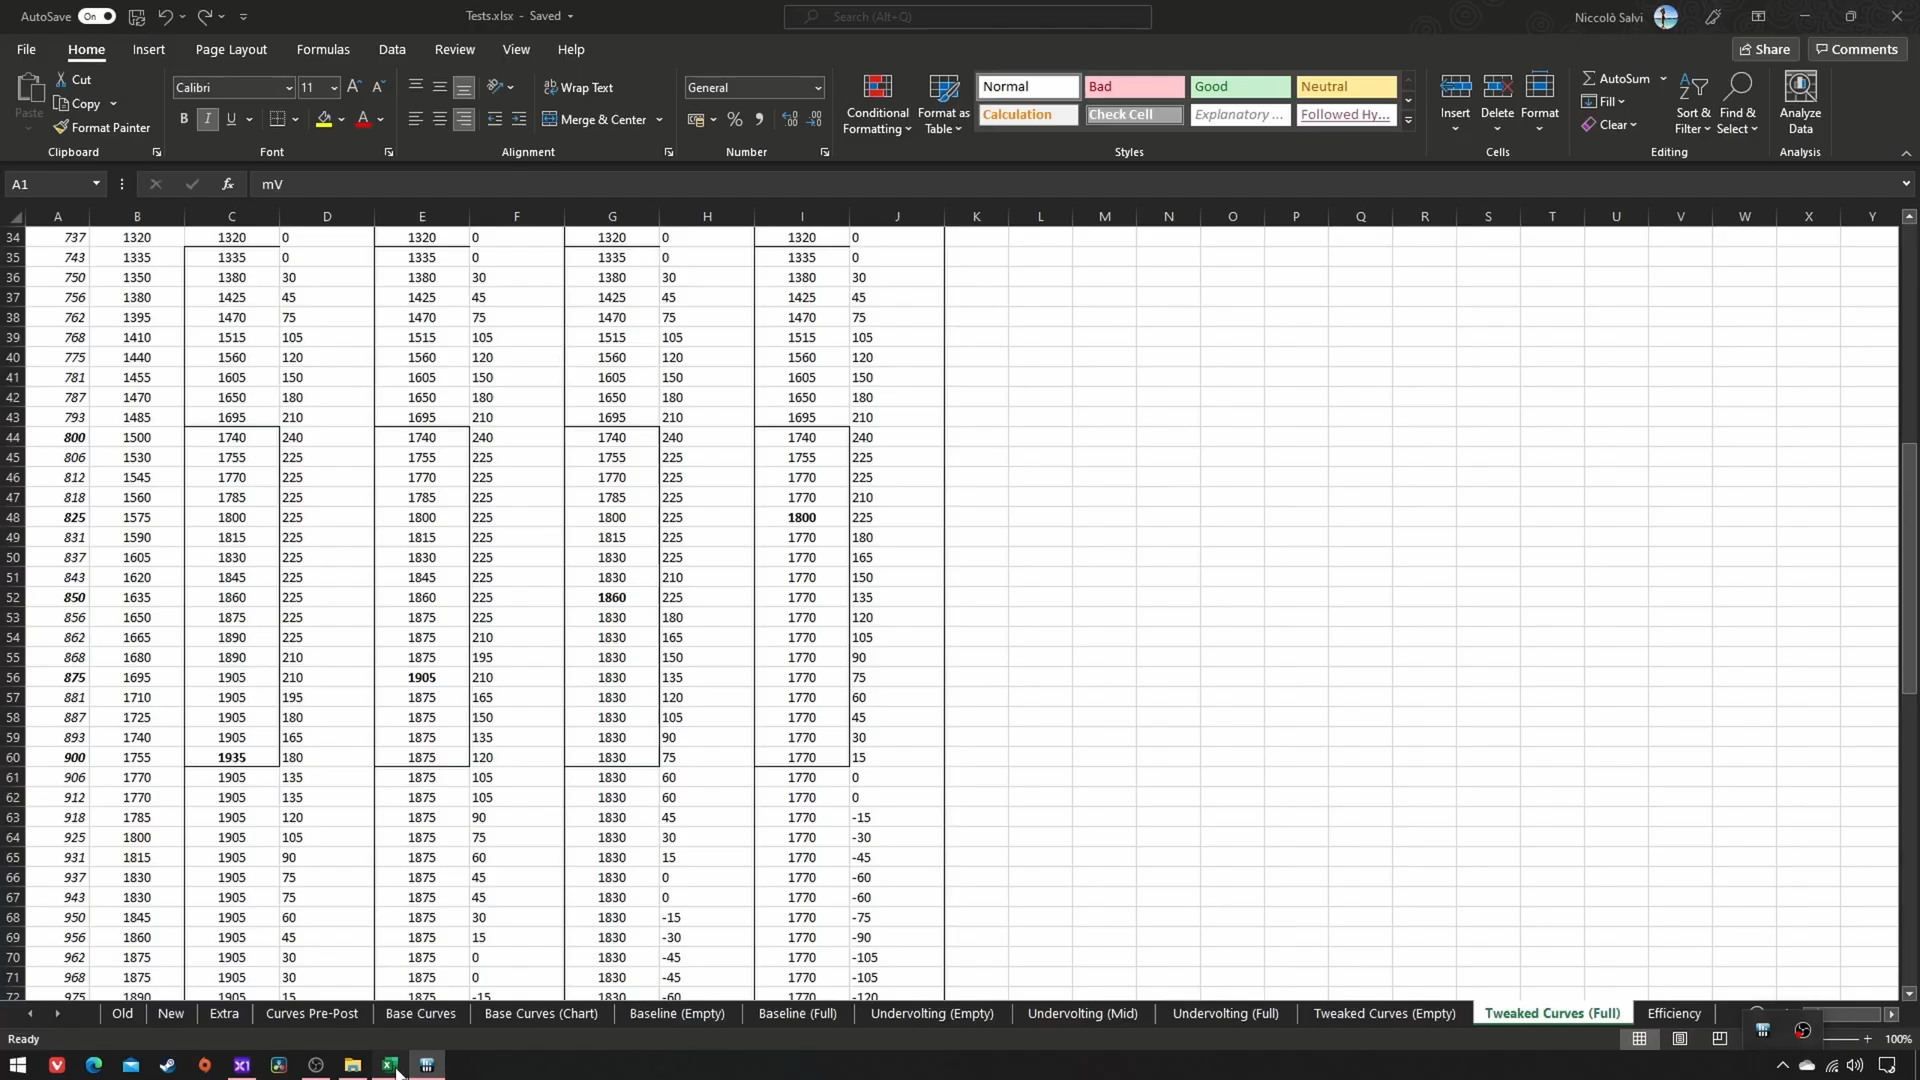 AutoSave On Tests.xlsx - Saved Search (Alt+Q) Niccolò Salvi
File Home Insert Page Layout Formulas Data Review View Help Share Comments
Paste Cut Copy Format Painter
Clipboard
Calibri 11
B I U
Font
Wrap Text
Merge & Center
Alignment
General
Number
Conditional Formatting
Format as Table
Normal Bad Good Neutral
Calculation Check Cell Explanatory ... Followed Hy...
Styles
Insert Delete Format
Cells
AutoSum
Fill
Clear
Sort & Filter
Find & Select
Editing
Analyze Data
Analysis
A1 fx mV
A B C D E F G H I J K L M N O P Q R S T U V W X Y
34 737 1320 1320 0 1320 0 1320 0 1320 0
35 743 1335 1335 0 1335 0 1335 0 1335 0
36 750 1350 1380 30 1380 30 1380 30 1380 30
37 756 1380 1425 45 1425 45 1425 45 1425 45
38 762 1395 1470 75 1470 75 1470 75 1470 75
39 768 1410 1515 105 1515 105 1515 105 1515 105
40 775 1440 1560 120 1560 120 1560 120 1560 120
41 781 1455 1605 150 1605 150 1605 150 1605 150
42 787 1470 1650 180 1650 180 1650 180 1650 180
43 793 1485 1695 210 1695 210 1695 210 1695 210
44 800 1500 1740 240 1740 240 1740 240 1740 240
45 806 1530 1755 225 1755 225 1755 225 1755 225
46 812 1545 1770 225 1770 225 1770 225 1770 225
47 818 1560 1785 225 1785 225 1785 225 1770 210
48 825 1575 1800 225 1800 225 1800 225 1800 225
49 831 1590 1815 225 1815 225 1815 225 1770 180
50 837 1605 1830 225 1830 225 1830 225 1770 165
51 843 1620 1845 225 1845 225 1830 210 1770 150
52 850 1635 1860 225 1860 225 1860 225 1770 135
53 856 1650 1875 225 1875 225 1830 180 1770 120
54 862 1665 1890 225 1875 210 1830 165 1770 105
55 868 1680 1890 210 1875 195 1830 150 1770 90
56 875 1695 1905 210 1905 210 1830 135 1770 75
57 881 1710 1905 195 1875 165 1830 120 1770 60
58 887 1725 1905 180 1875 150 1830 105 1770 45
59 893 1740 1905 165 1875 135 1830 90 1770 30
60 900 1755 1935 180 1875 120 1830 75 1770 15
61 906 1770 1905 135 1875 105 1830 60 1770 0
62 912 1770 1905 135 1875 105 1830 60 1770 0
63 918 1785 1905 120 1875 90 1830 45 1770 -15
64 925 1800 1905 105 1875 75 1830 30 1770 -30
65 931 1815 1905 90 1875 60 1830 15 1770 -45
66 937 1830 1905 75 1875 45 1830 0 1770 -60
67 943 1830 1905 75 1875 45 1830 0 1770 -60
68 950 1845 1905 60 1875 30 1830 -15 1770 -75
69 956 1860 1905 45 1875 15 1830 -30 1770 -90
70 962 1875 1905 30 1875 0 1830 -45 1770 -105
71 968 1875 1905 30 1875 0 1830 -45 1770 -105
72 975 1890 1905 15 1875 -15 1830 -60 1770 -120
Old New Extra Curves Pre-Post Base Curves Base Curves (Chart) Baseline (Empty) Baseline (Full) Undervolting (Empty) Undervolting (Mid) Undervolting (Full) Tweaked Curves (Empty) Tweaked Curves (Full) Efficiency
Ready 100%
X1